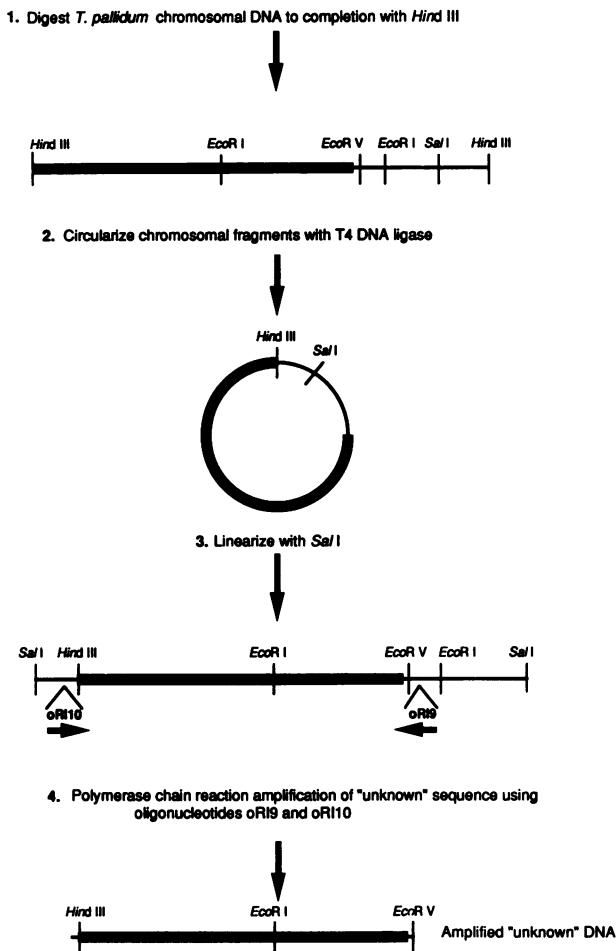 1. Digest T. pallidum chromosomal DNA to completion with Hind III
Hind III EcoR I EcoR V EcoR I Sal I Hind III
2. Circularize chromosomal fragments with T4 DNA ligase
Hind III
Sal I
3. Linearize with Sal I
Sal I Hind III EcoR I EcoR V EcoR I Sal I
oRI10 oRI9
4. Polymerase chain reaction amplification of "unknown" sequence using
oligonucleotides oRI9 and oRI10
Hind III EcoR I EcoR V
Amplified "unknown" DNA